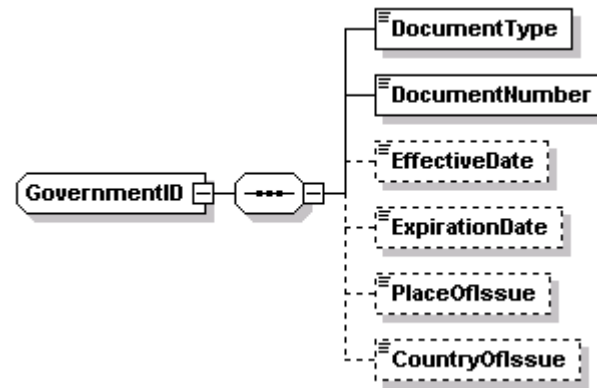 DocumentType
DocumentNumber
EffectiveDate
GovernmentID
ExpirationDate
PlaceOfIssue
CountryOfIssue